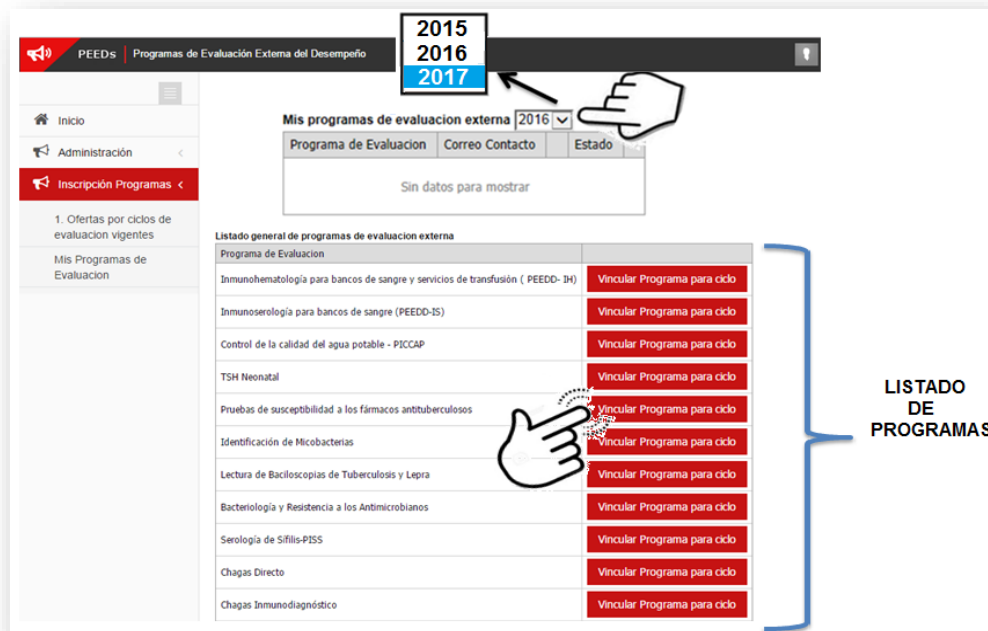 2015
2016
2017
PEEDs Programas de Evaluación Externa del Desempeño
Inicio
Administración
Inscripción Programas
1. Ofertas por ciclos de
evaluacion vigentes
Mis Programas de
Evaluacion
Mis programas de evaluacion externa 2016
Programa de Evaluacion Correo Contacto Estado
Sin datos para mostrar
Listado general de programas de evaluacion externa
Programa de Evaluacion
Inmunohematología para bancos de sangre y servicios de transfusión ( PEEDD- IH) Vincular Programa para ciclo
Inmunoserología para bancos de sangre (PEEDD-IS) Vincular Programa para ciclo
Control de la calidad del agua potable - PICCAP Vincular Programa para ciclo
TSH Neonatal Vincular Programa para ciclo
Pruebas de susceptibilidad a los fármacos antituberculosos Vincular Programa para ciclo
Identificación de Micobacterias Vincular Programa para ciclo
Lectura de Baciloscopias de Tuberculosis y Lepra Vincular Programa para ciclo
Bacteriología y Resistencia a los Antimicrobianos Vincular Programa para ciclo
Serología de Sífilis-PISS Vincular Programa para ciclo
Chagas Directo Vincular Programa para ciclo
Chagas Inmunodiagnóstico Vincular Programa para ciclo
LISTADO
DE
PROGRAMAS